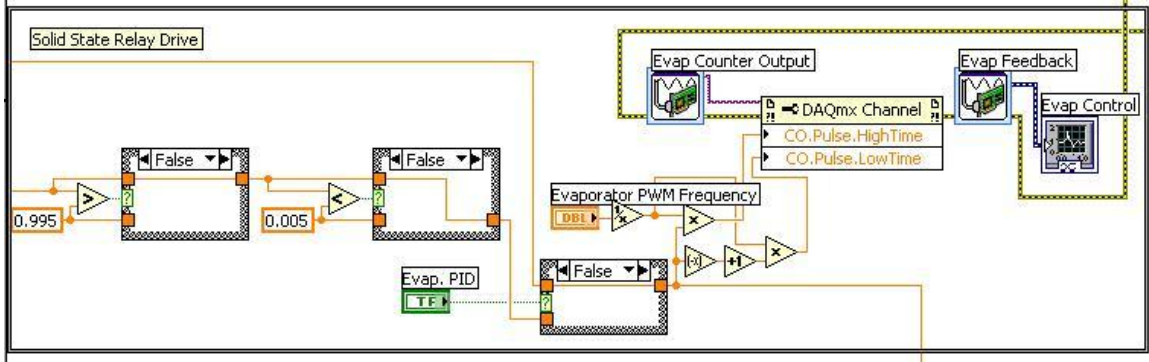 Solid State Relay Drive
Evap Counter Output
Evap Feedback
DAQmx Channel
Evap Control
CO.Pulse.HighTime
CO.Pulse.LowTime
False
False
>
?
<
?
0.995
0.005
Evaporator PWM Frequency
DBL
1/x
x
-x
+1
x
False
Evap. PID
TF
?